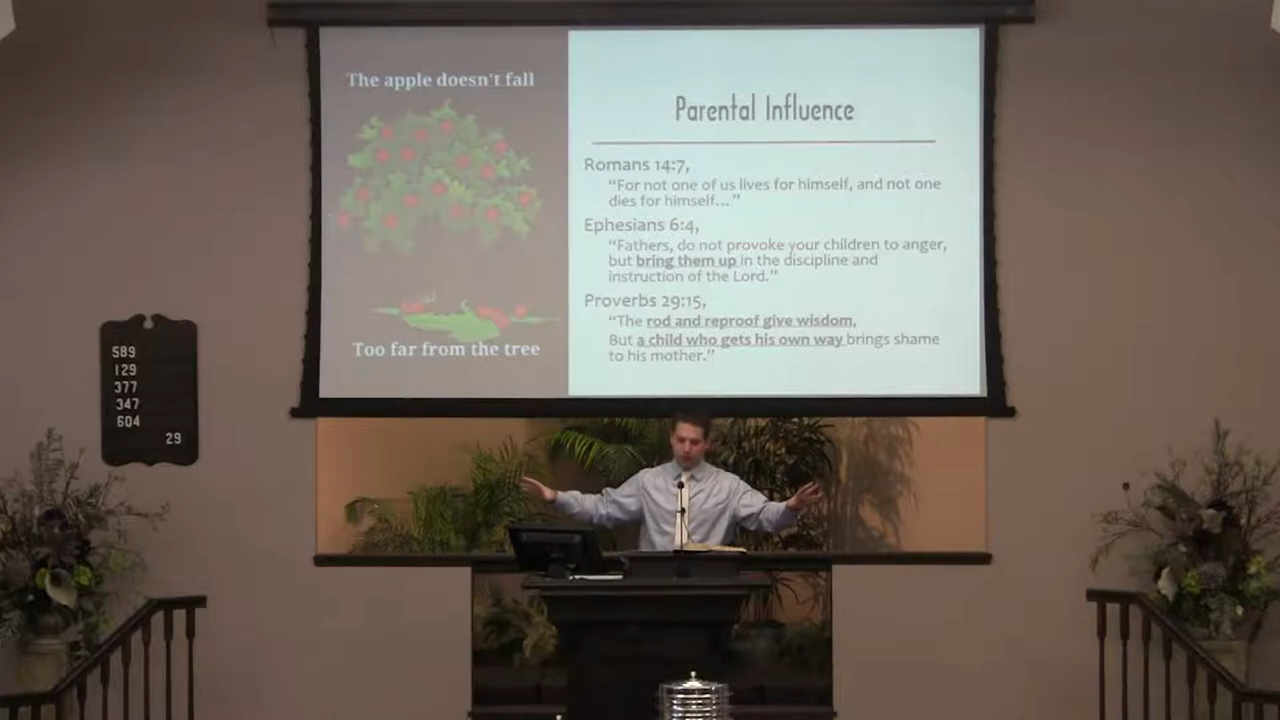 The apple doesn't fall
Too far from the tree
Parental Influence
Romans 14:7,
“For not one of us lives for himself, and not one
dies for himself…”
Ephesians 6:4,
“Fathers, do not provoke your children to anger,
but bring them up in the discipline and
instruction of the Lord.”
Proverbs 29:15,
“The rod and reproof give wisdom,
But a child who gets his own way brings shame
to his mother.”
589
129
377
347
604
29